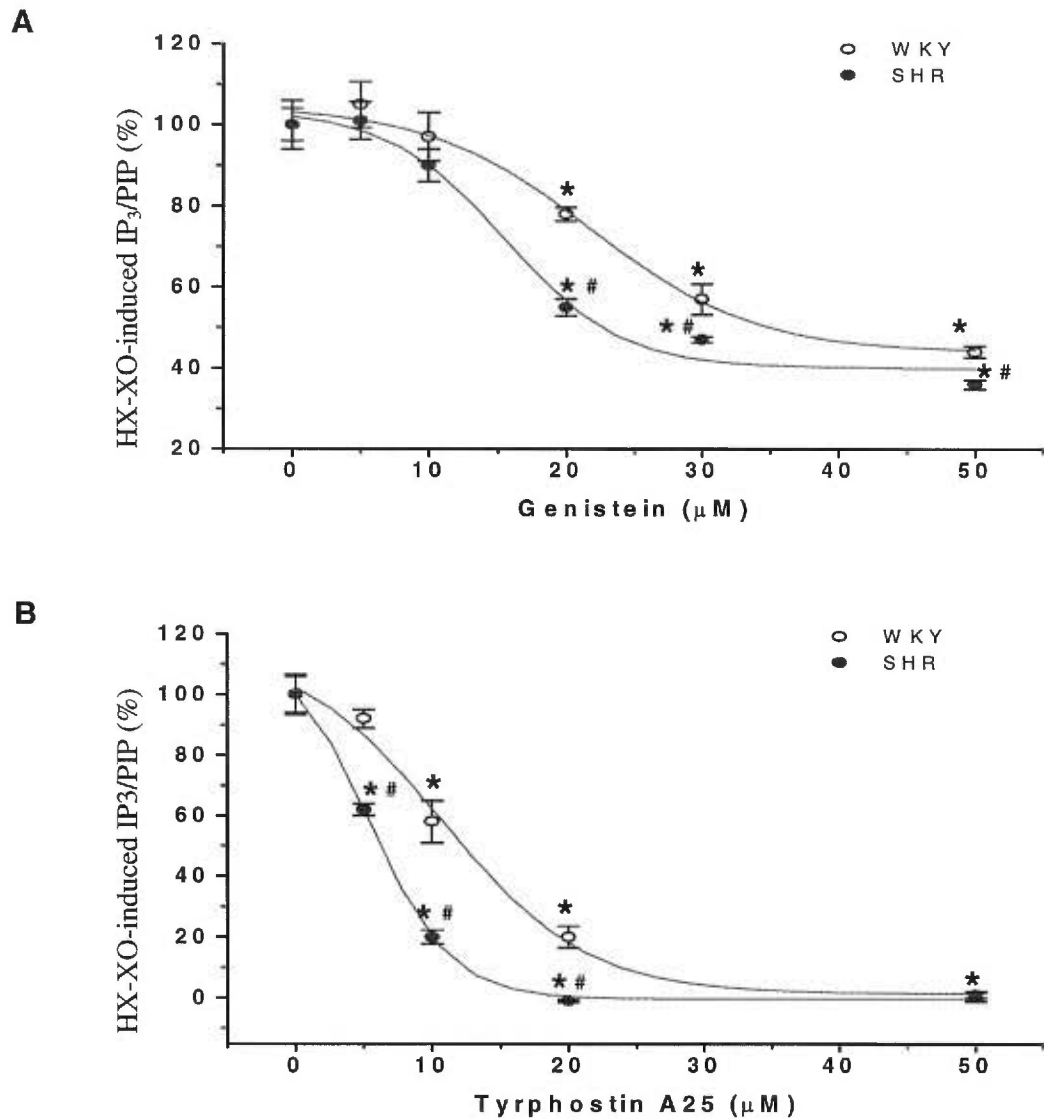 A
120
100
80
60
40
20
HX-XO-induced IP₃/PIP (%)
WKY
SHR
*
*
* #
* #
*
* #
0 10 20 30 40 50
Genistein (μM)
B
120
100
80
60
40
20
0
HX-XO-induced IP3/PIP (%)
WKY
SHR
*
* #
* #
*
* #
*
0 10 20 30 40 50
Tyrphostin A25 (μM)